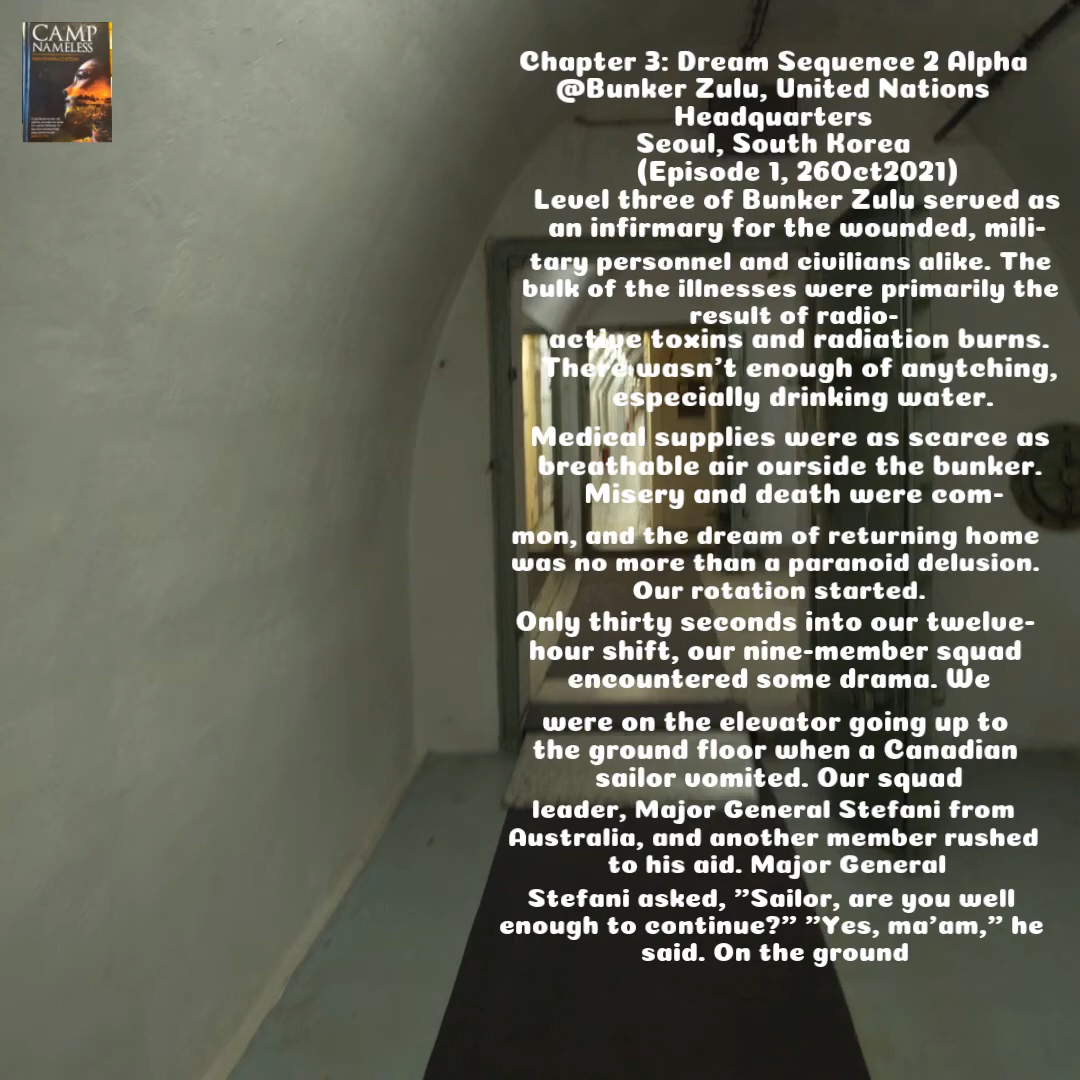 CAMP
NAMELESS
Chapter 3: Dream Sequence 2 Alpha
@Bunker Zulu, United Nations
Headquarters
Seoul, South Korea
(Episode 1, 26Oct2021)
Level three of Bunker Zulu served as
an infirmary for the wounded, mili-
tary personnel and civilians alike. The
bulk of the illnesses were primarily the
result of radio-
active toxins and radiation burns.
There wasn't enough of anytching,
especially drinking water.
Medical supplies were as scarce as
breathable air ourside the bunker.
Misery and death were com-
mon, and the dream of returning home
was no more than a paranoid delusion.
Our rotation started.
Only thirty seconds into our twelve-
hour shift, our nine-member squad
encountered some drama. We
were on the elevator going up to
the ground floor when a Canadian
sailor vomited. Our squad
leader, Major General Stefani from
Australia, and another member rushed
to his aid. Major General
Stefani asked, ”Sailor, are you well
enough to continue?” ”Yes, ma’am,” he
said. On the ground